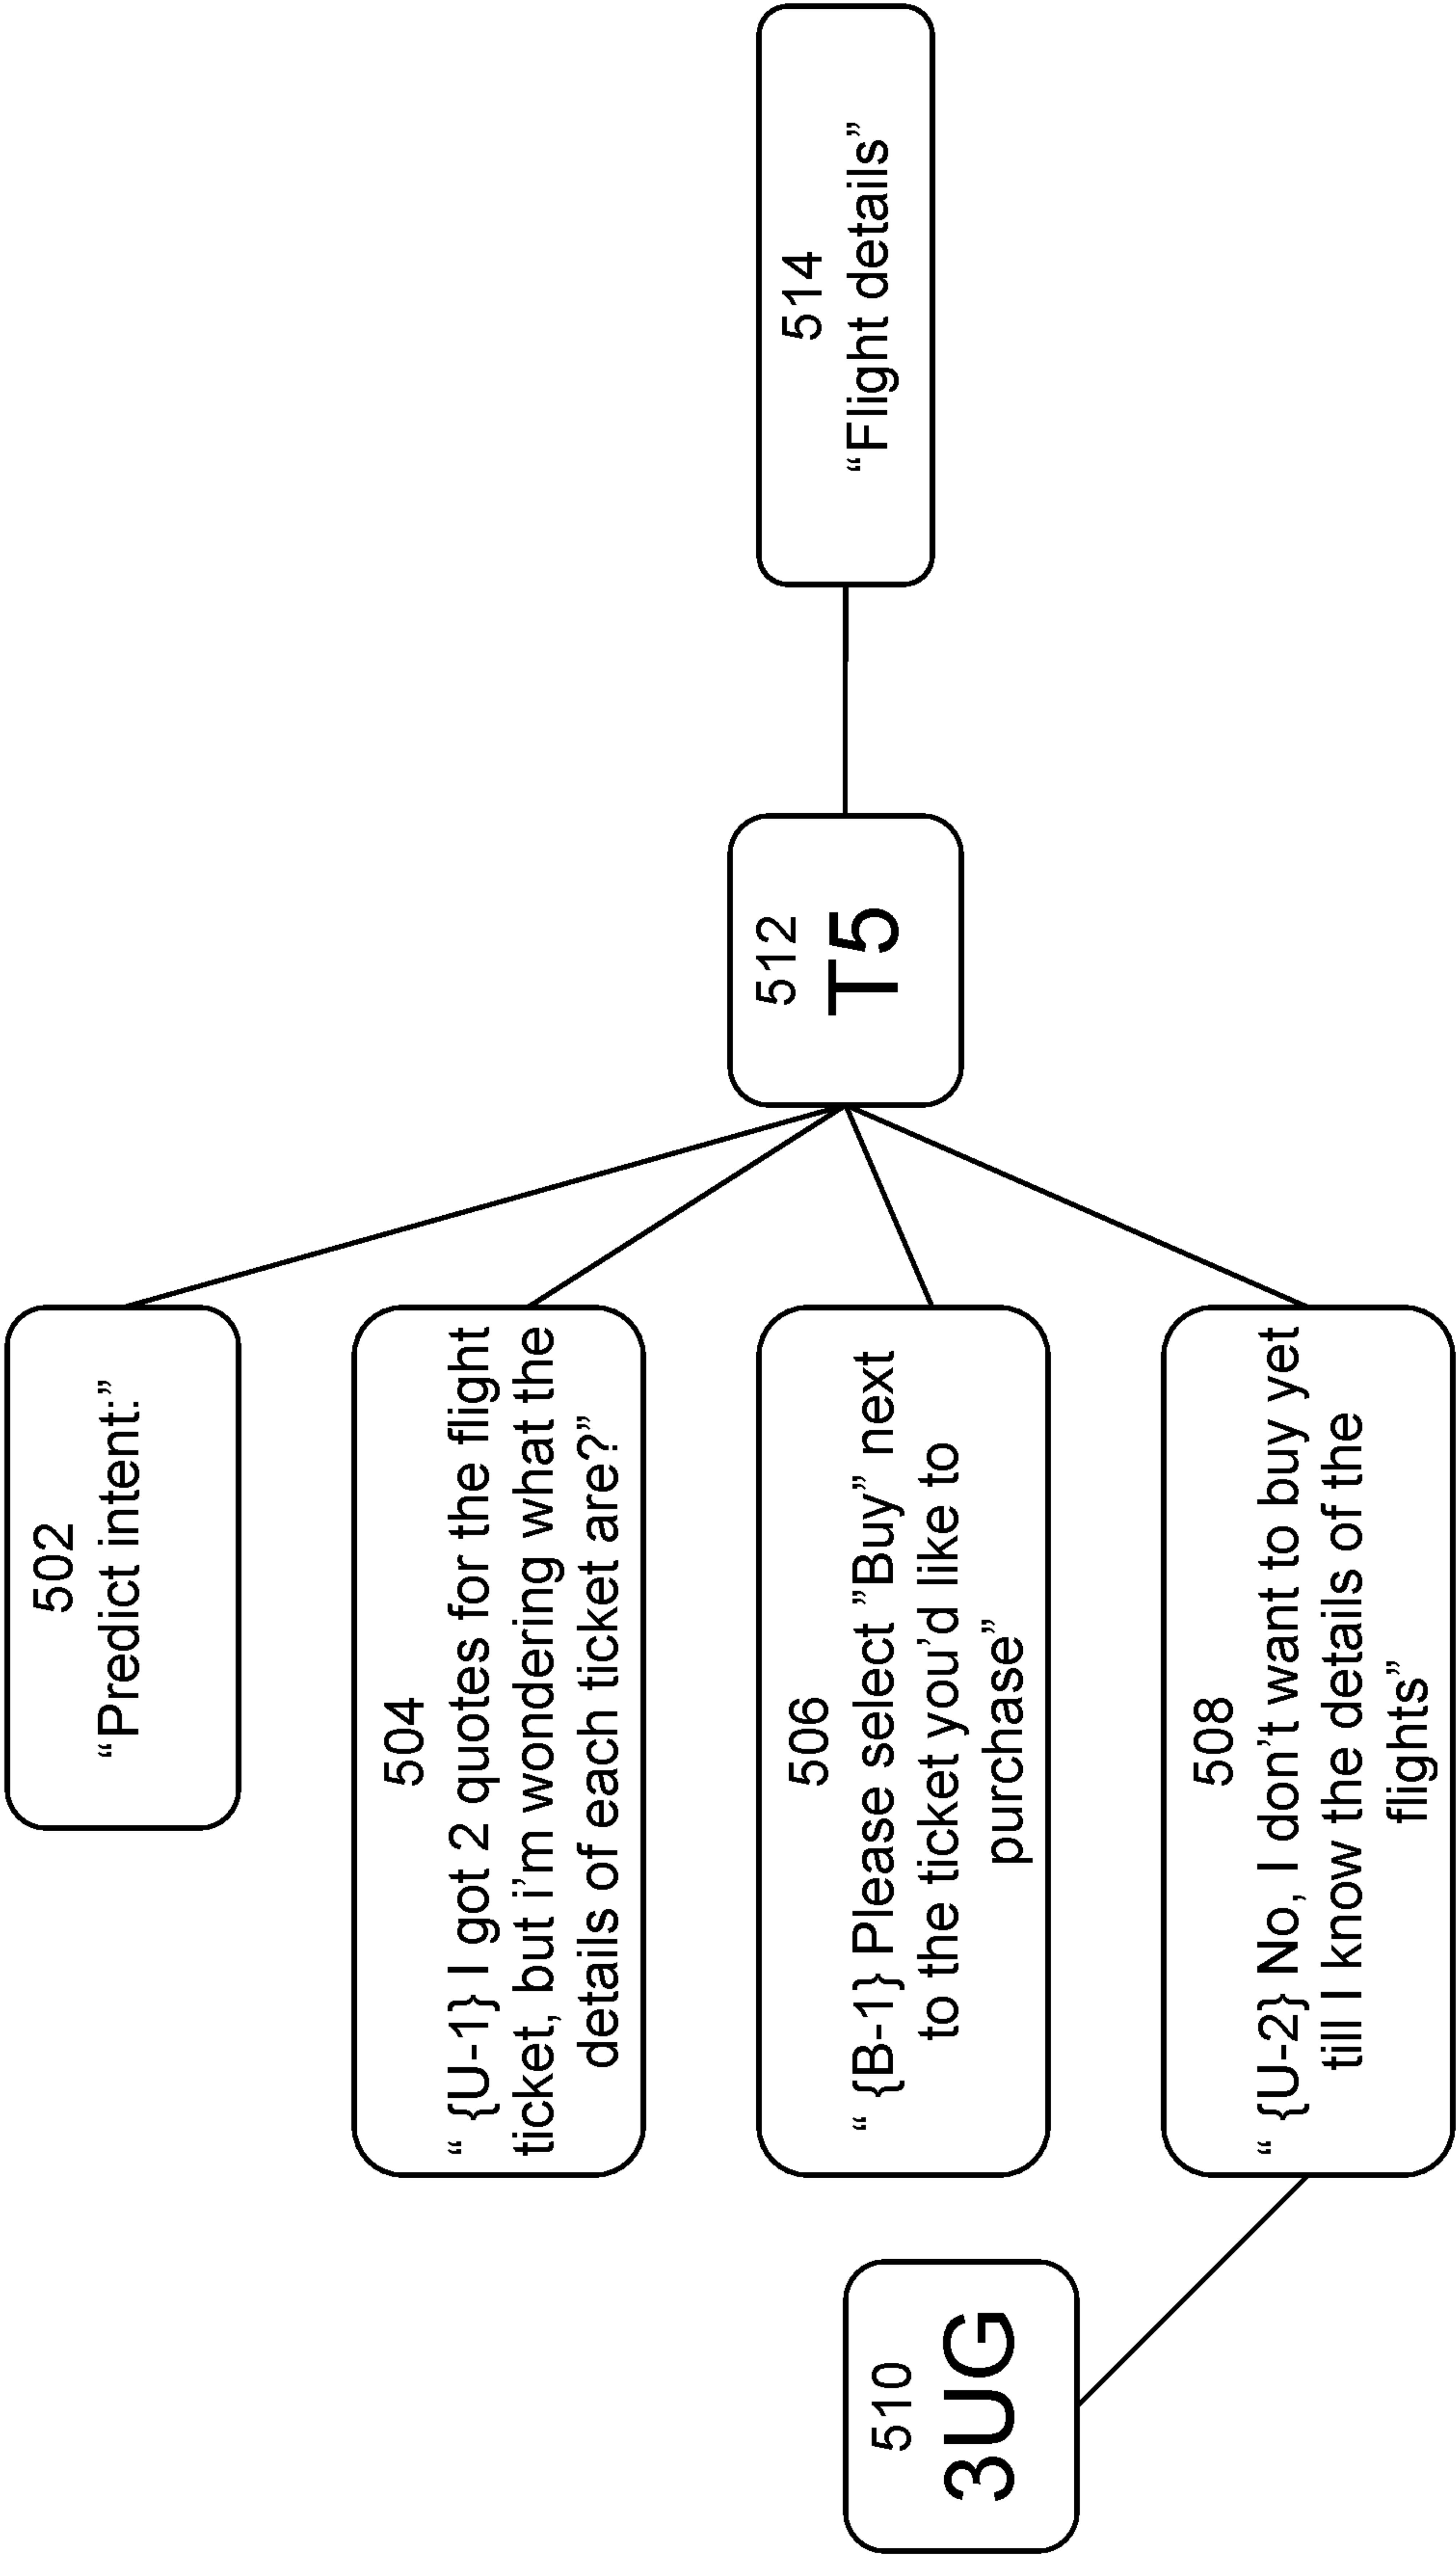 502
“Predict intent:”
504
“ {U-1} I got 2 quotes for the flight
ticket, but i’m wondering what the
details of each ticket are?”
506
“ {B-1} Please select ”Buy” next
to the ticket you’d like to
purchase”
508
“ {U-2} No, I don’t want to buy yet
till I know the details of the
flights”
510
3UG
512
T5
514
“Flight details”